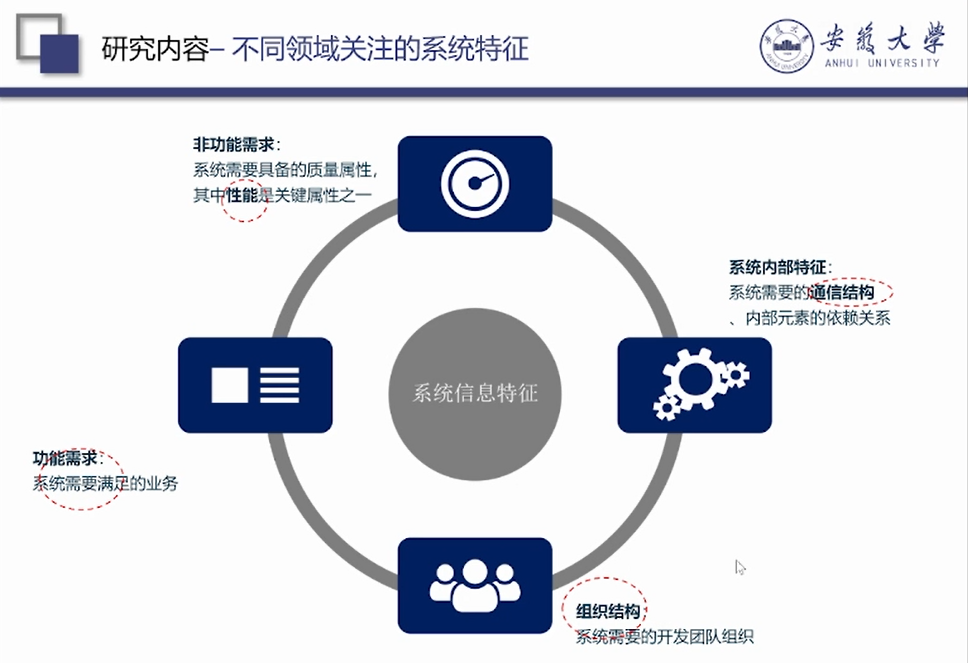 研究内容– 不同领域关注的系统特征
安徽大学
ANHUI UNIVERSITY
非功能需求：
系统需要具备的质量属性，
其中性能是关键属性之一
系统内部特征：
系统需要的通信结构
、内部元素的依赖关系
系统信息特征
功能需求：
系统需要满足的业务
组织结构
系统需要的开发团队组织